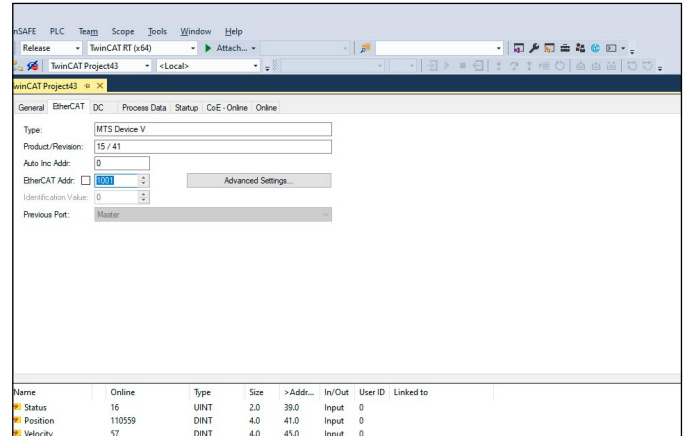 nSAFE PLC Team Scope Tools Window Help
Release TwinCAT RT (x64) Attach...
TwinCAT Project43 <Local>
winCAT Project43
General EtherCAT DC Process Data Startup CoE - Online Online
Type: MTS Device V
Product/Revision: 15 / 41
Auto Inc Addr: 0
EtherCAT Addr: 1001 Advanced Settings...
Identification Value: 0
Previous Port: Master
Name Online Type Size >Addr... In/Out User ID Linked to
Status 16 UINT 2.0 39.0 Input 0
Position 110559 DINT 4.0 41.0 Input 0
Velocity 57 DINT 4.0 45.0 Input 0